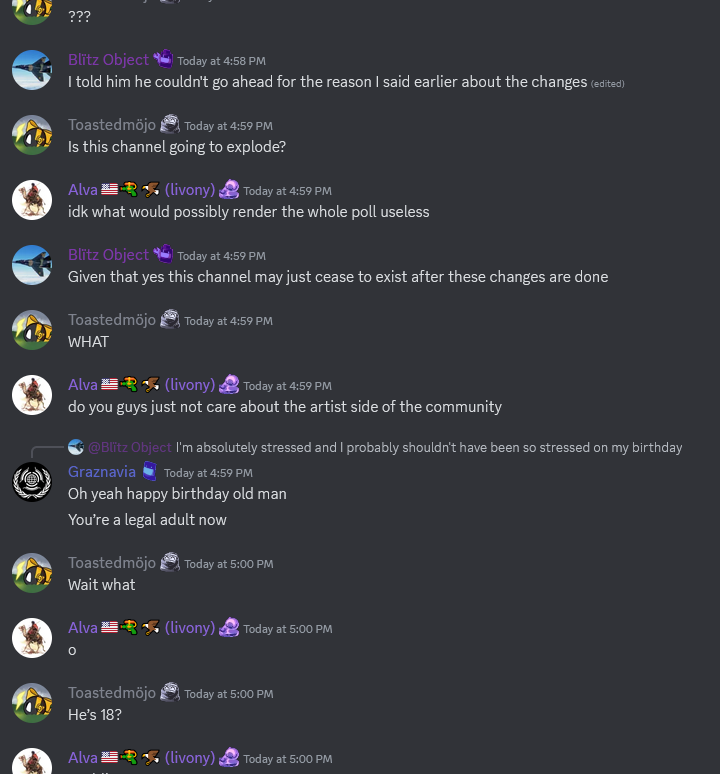 ???
Blïtz Object Today at 4:58 PM
I told him he couldn't go ahead for the reason I said earlier about the changes (edited)
Toastedmöjo Today at 4:59 PM
Is this channel going to explode?
Alva (livony) Today at 4:59 PM
idk what would possibly render the whole poll useless
Blïtz Object Today at 4:59 PM
Given that yes this channel may just cease to exist after these changes are done
Toastedmöjo Today at 4:59 PM
WHAT
Alva (livony) Today at 4:59 PM
do you guys just not care about the artist side of the community
@Blïtz Object I'm absolutely stressed and I probably shouldn't have been so stressed on my birthday
Graznavia Today at 4:59 PM
Oh yeah happy birthday old man
You're a legal adult now
Toastedmöjo Today at 5:00 PM
Wait what
Alva (livony) Today at 5:00 PM
o
Toastedmöjo Today at 5:00 PM
He's 18?
Alva (livony) Today at 5:00 PM